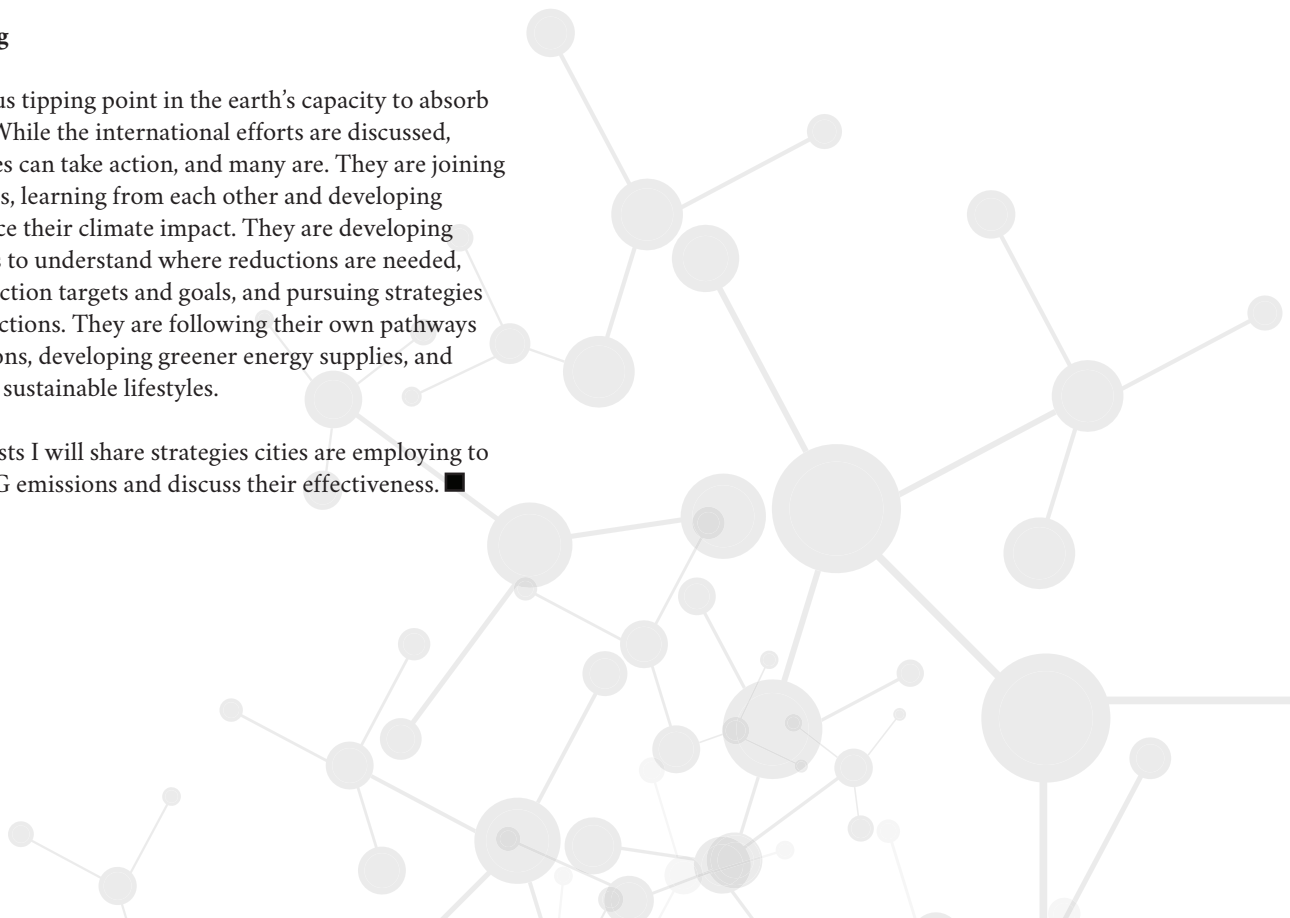 g
us tipping point in the earth’s capacity to absorb
While the international efforts are discussed,
es can take action, and many are. They are joining
s, learning from each other and developing
ce their climate impact. They are developing
s to understand where reductions are needed,
ction targets and goals, and pursuing strategies
ctions. They are following their own pathways
ons, developing greener energy supplies, and
sustainable lifestyles.
sts I will share strategies cities are employing to
G emissions and discuss their effectiveness. ■